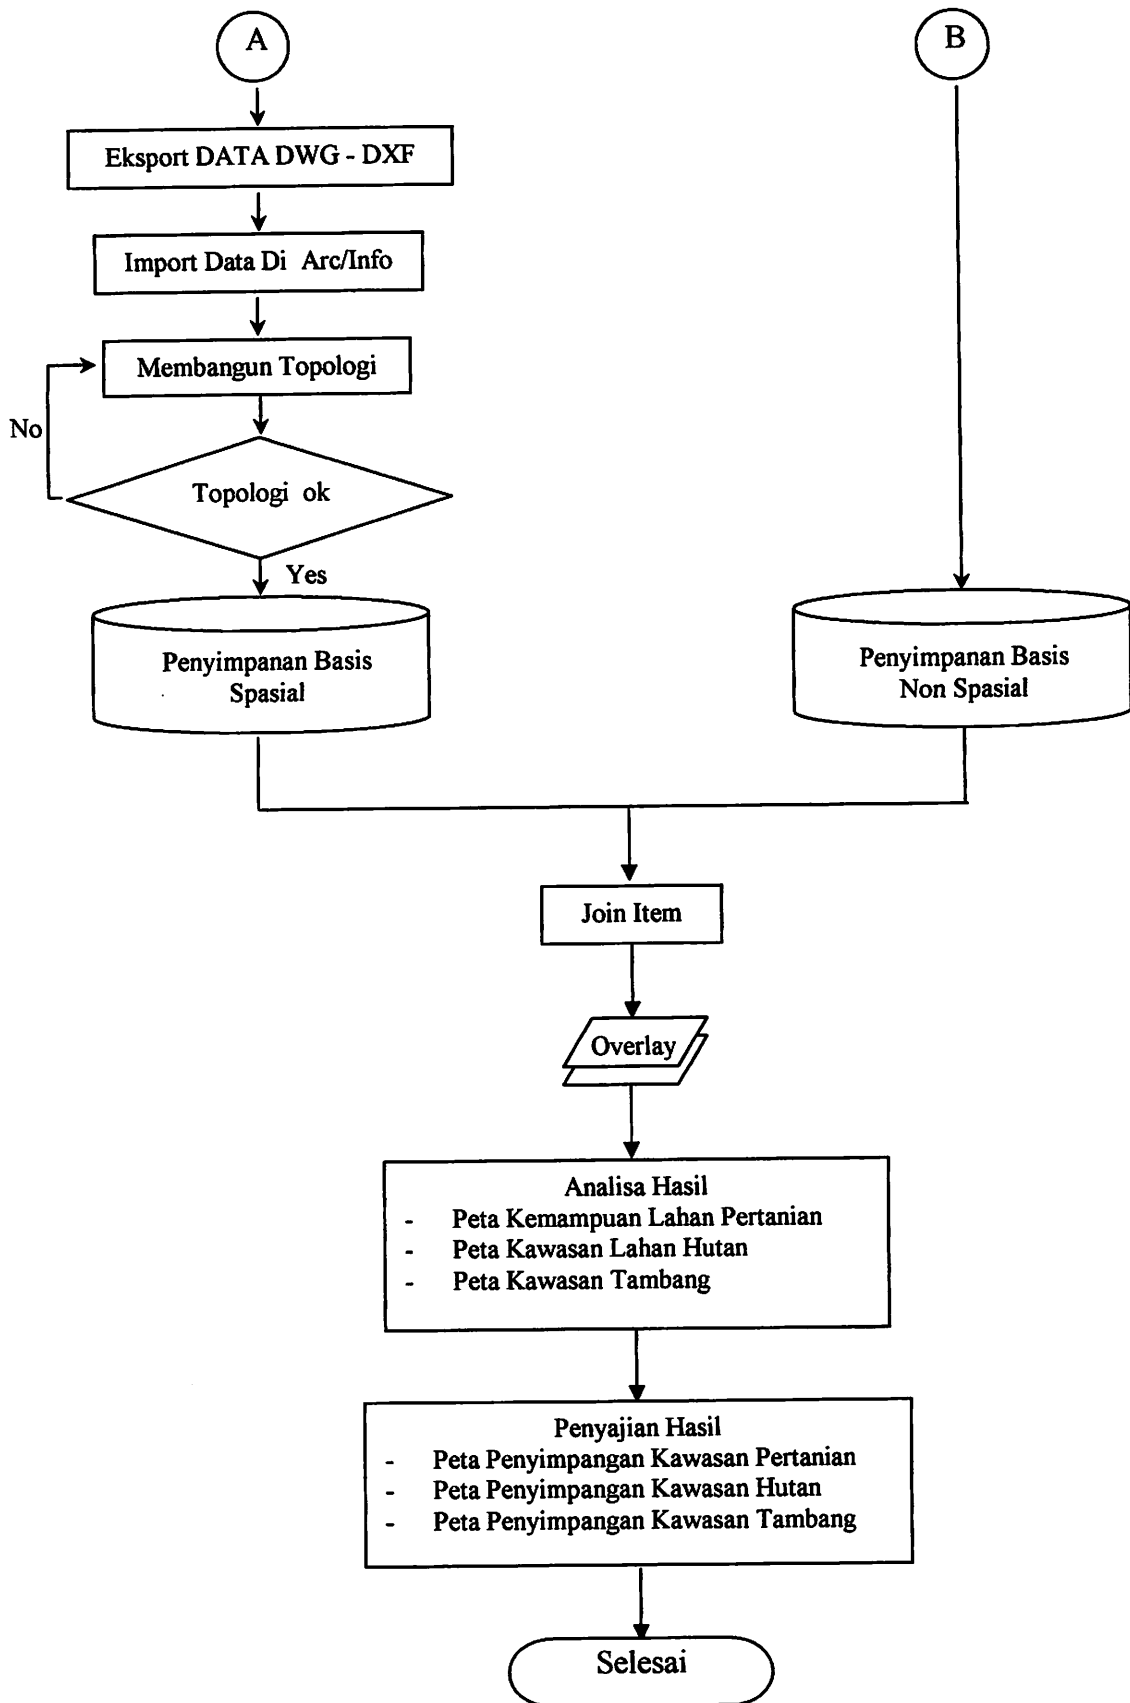 A
B
Eksport DATA DWG - DXF
Import Data Di Arc/Info
Membangun Topologi
No
Topologi ok
Yes
Penyimpanan Basis
Spasial
Penyimpanan Basis
Non Spasial
Join Item
Overlay
Analisa Hasil
- Peta Kemampuan Lahan Pertanian
- Peta Kawasan Lahan Hutan
- Peta Kawasan Tambang
Penyajian Hasil
- Peta Penyimpangan Kawasan Pertanian
- Peta Penyimpangan Kawasan Hutan
- Peta Penyimpangan Kawasan Tambang
Selesai